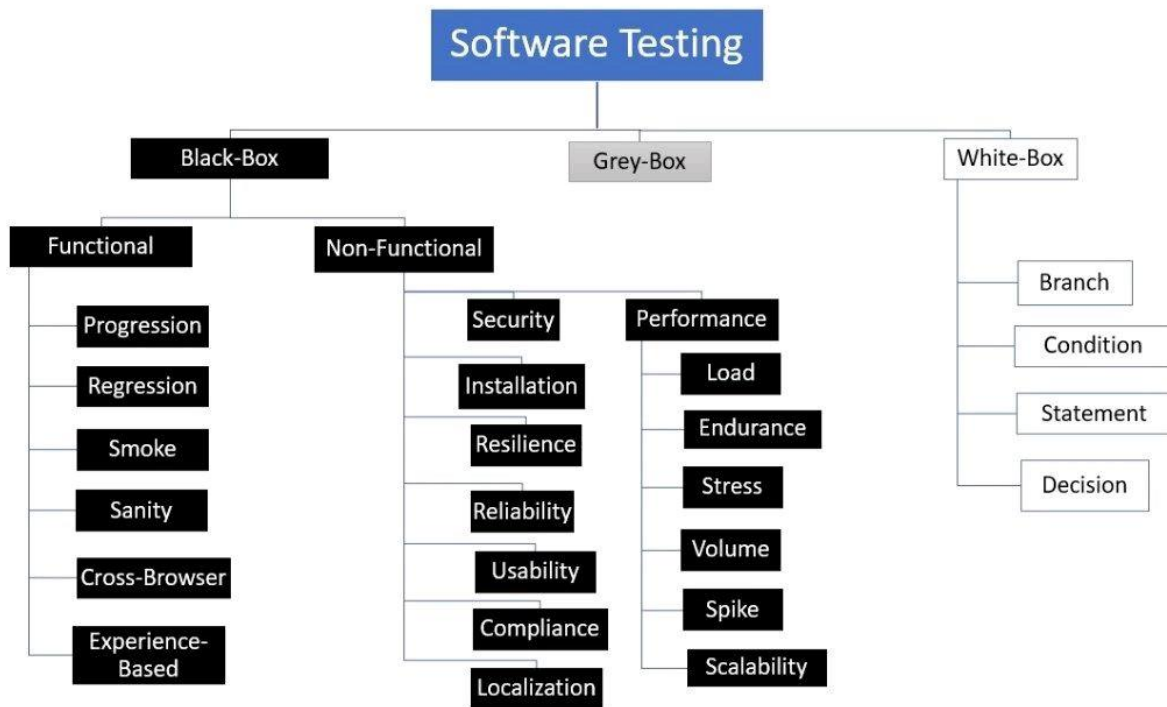 Software Testing
Black-Box
Grey-Box
White-Box
Functional
Non-Functional
Progression
Regression
Smoke
Sanity
Cross-Browser
Experience-
Based
Security
Installation
Resilience
Reliability
Usability
Compliance
Localization
Performance
Load
Endurance
Stress
Volume
Spike
Scalability
Branch
Condition
Statement
Decision